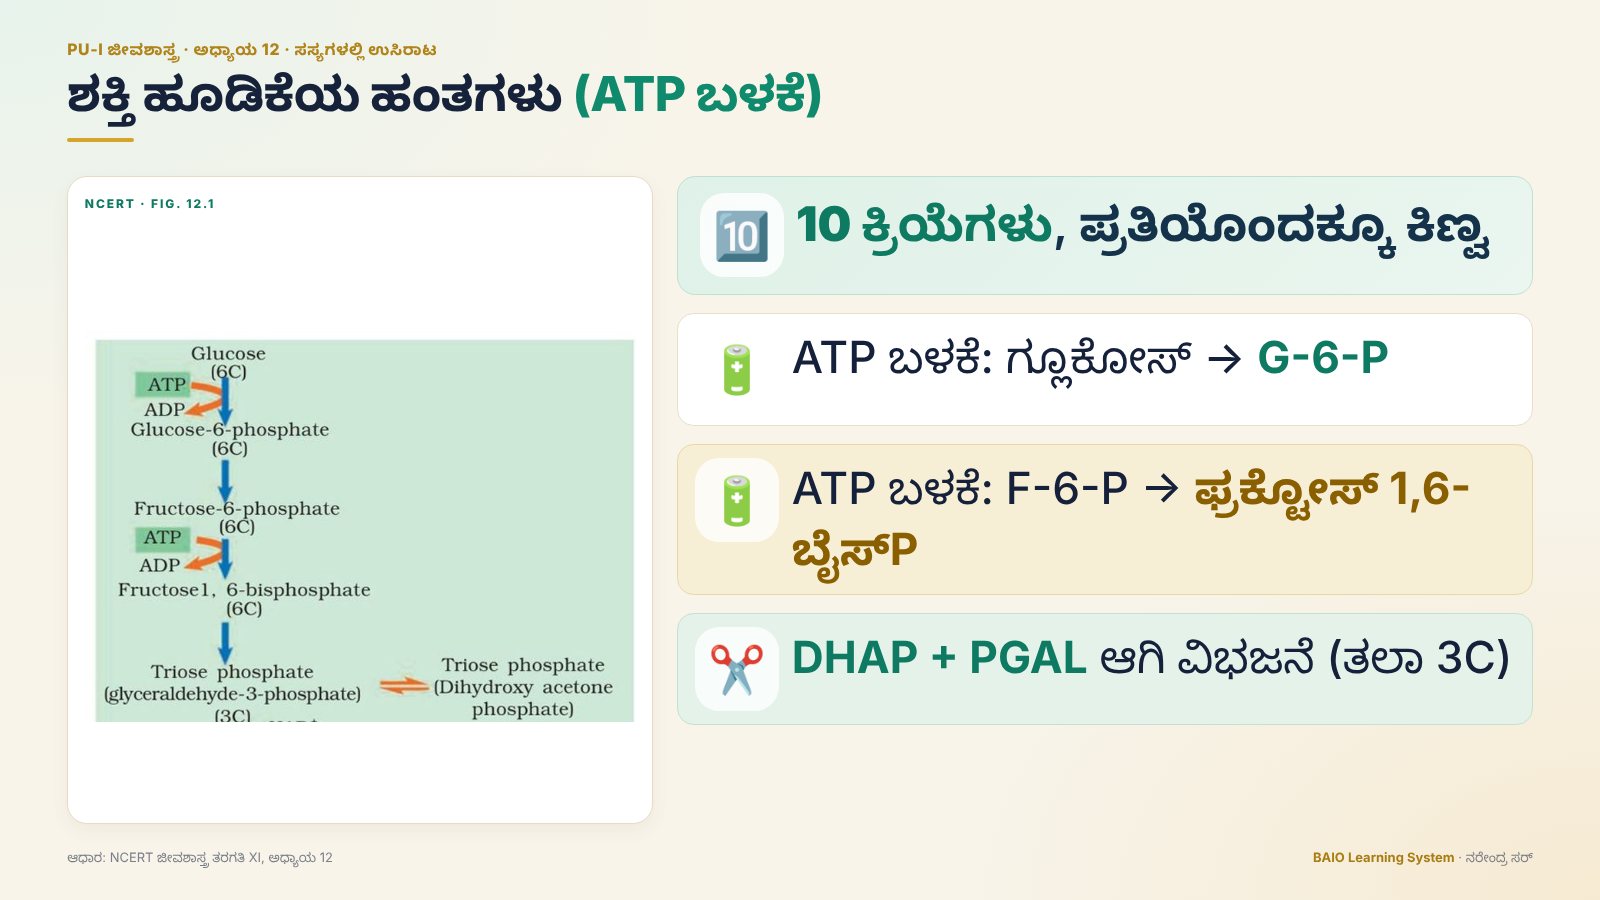 PU-I ಜೀವಶಾಸ್ತ್ರ · ಅಧ್ಯಾಯ 12 · ಸಸ್ಯಗಳಲ್ಲಿ ಉಸಿರಾಟ
ಶಕ್ತಿ ಹೂಡಿಕೆಯ ಹಂತಗಳು (ATP ಬಳಕೆ)
NCERT · FIG. 12.1
Glucose
(6C)
ATP
ADP
Glucose-6-phosphate
(6C)
Fructose-6-phosphate
(6C)
ATP
ADP
Fructose1, 6-bisphosphate
(6C)
Triose phosphate
(glyceraldehyde-3-phosphate)
(3C)
Triose phosphate
(Dihydroxy acetone
phosphate)
10
10 ಕ್ರಿಯೆಗಳು, ಪ್ರತಿಯೊಂದಕ್ಕೂ ಕಿಣ್ವ
ATP ಬಳಕೆ: ಗ್ಲೂಕೋಸ್ → G-6-P
ATP ಬಳಕೆ: F-6-P → ಫ್ರಕ್ಟೋಸ್ 1,6-
ಬೈಸ್‌P
DHAP + PGAL ಆಗಿ ವಿಭಜನೆ (ತಲಾ 3C)
ಆಧಾರ: NCERT ಜೀವಶಾಸ್ತ್ರ ತರಗತಿ XI, ಅಧ್ಯಾಯ 12
BAIO Learning System · ನರೇಂದ್ರ ಸರ್